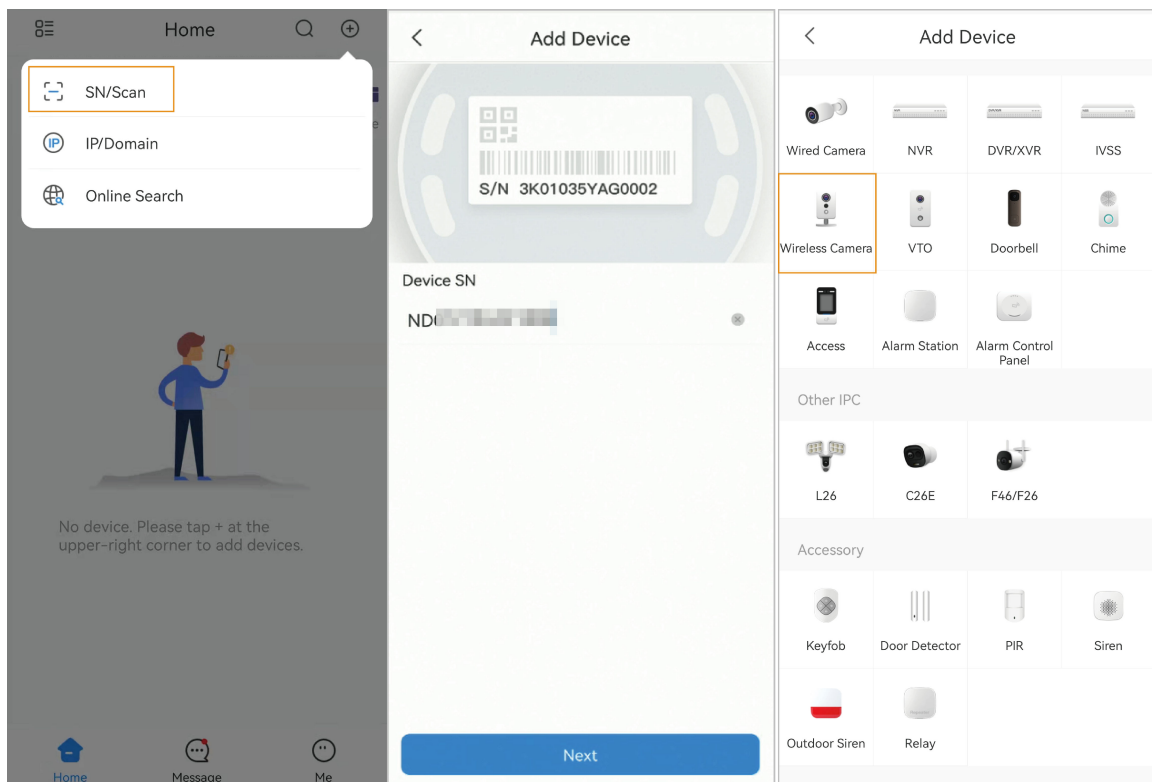 Home
SN/Scan
IP
IP/Domain
Online Search
e
No device. Please tap + at the
upper-right corner to add devices.
Home
Message
Me
Add Device
S/N 3K01035YAG0002
Device SN
ND
Next
Add Device
Wired Camera
NVR
DVR/XVR
IVSS
Wireless Camera
VTO
Doorbell
Chime
Access
Alarm Station
Alarm Control
Panel
Other IPC
L26
C26E
F46/F26
Accessory
Keyfob
Door Detector
PIR
Siren
Outdoor Siren
Relay